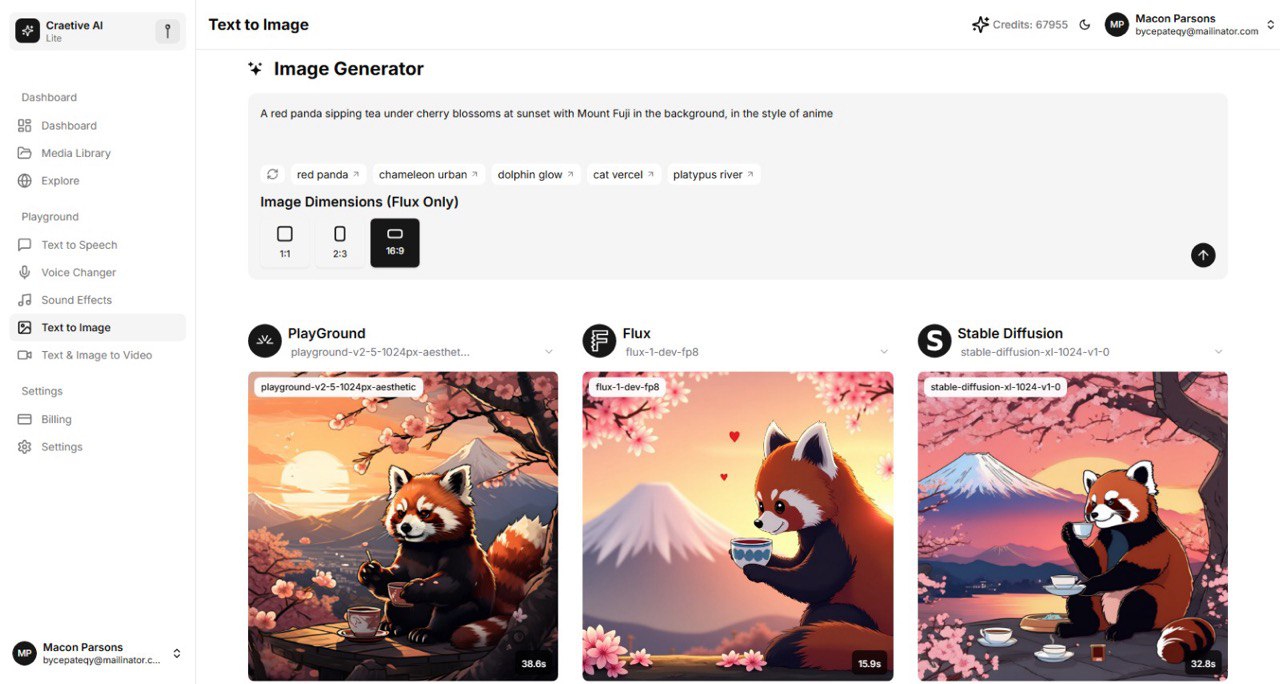 Craetive AI
Lite
Dashboard
Dashboard
Media Library
Explore
Playground
Text to Speech
Voice Changer
Sound Effects
Text to Image
Text & Image to Video
Settings
Billing
Settings
MP
Macon Parsons
bycepateqy@mailinator.c...
Text to Image
Credits: 67955
MP
Macon Parsons
bycepateqy@mailinator.com
Image Generator
A red panda sipping tea under cherry blossoms at sunset with Mount Fuji in the background, in the style of anime
red panda
chameleon urban
dolphin glow
cat vercel
platypus river
Image Dimensions (Flux Only)
1:1
2:3
16:9
PlayGround
playground-v2-5-1024px-aesthet...
playground-v2-5-1024px-aesthetic
38.6s
Flux
flux-1-dev-fp8
flux-1-dev-fp8
15.9s
S
Stable Diffusion
stable-diffusion-xl-1024-v1-0
stable-diffusion-xl-1024-v1-0
32.8s